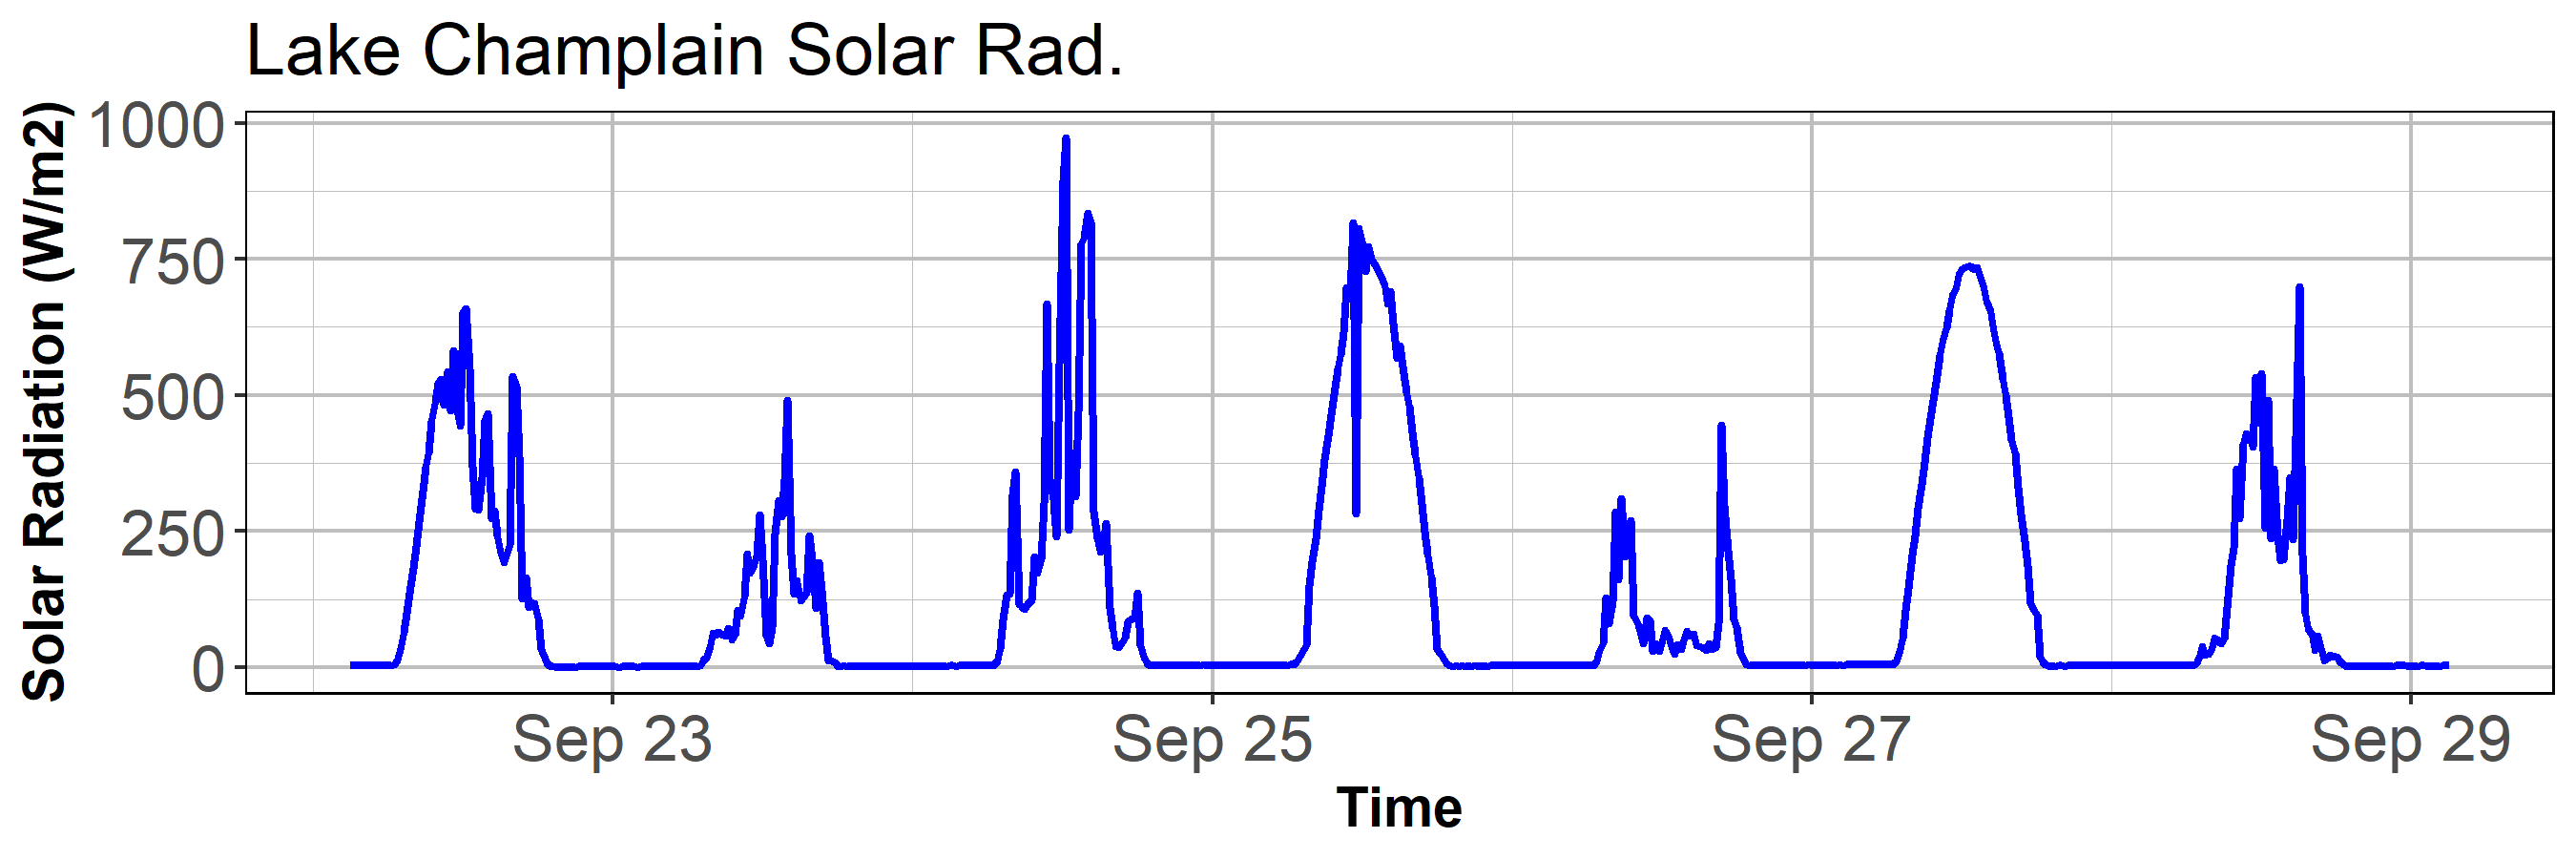 Lake Champlain Solar Rad.
Solar Radiation (W/m2)
1000
750
500
250
0
Sep 23 Sep 25 Sep 27 Sep 29
Time